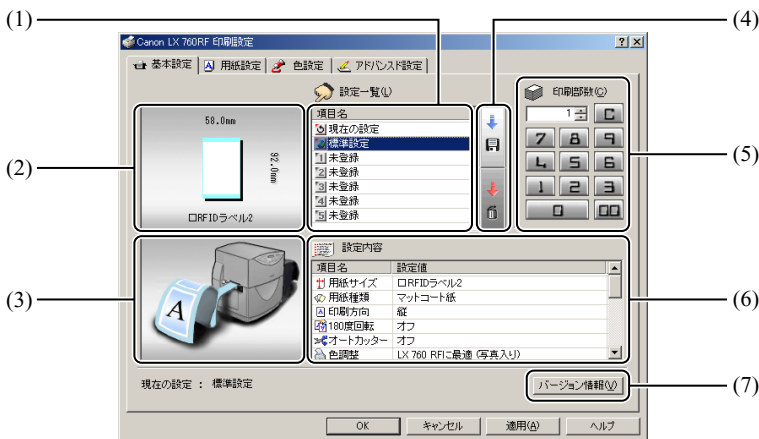 (1)
(4)
Canon LX 760RF 印刷設定
基本設定 用紙設定 色設定 アドバンスド設定
設定一覧(L)
印刷部数(C)
項目名
現在の設定
標準設定
1 未登録
2 未登録
3 未登録
4 未登録
5 未登録
58.0mm
92.0mm
ロRFIDラベル2
(2)
1 C
7 8 9
4 5 6
1 2 3
0 00
(5)
(3)
A
設定内容
項目名 設定値
用紙サイズ ロRFIDラベル2
用紙種類 マットコート紙
印刷方向 縦
180度回転 オフ
オートカッター オフ
色調整 LX 760 RFに最適 (写真入り)
(6)
現在の設定 : 標準設定
バージョン情報(V)
(7)
OK キャンセル 適用(A) ヘルプ